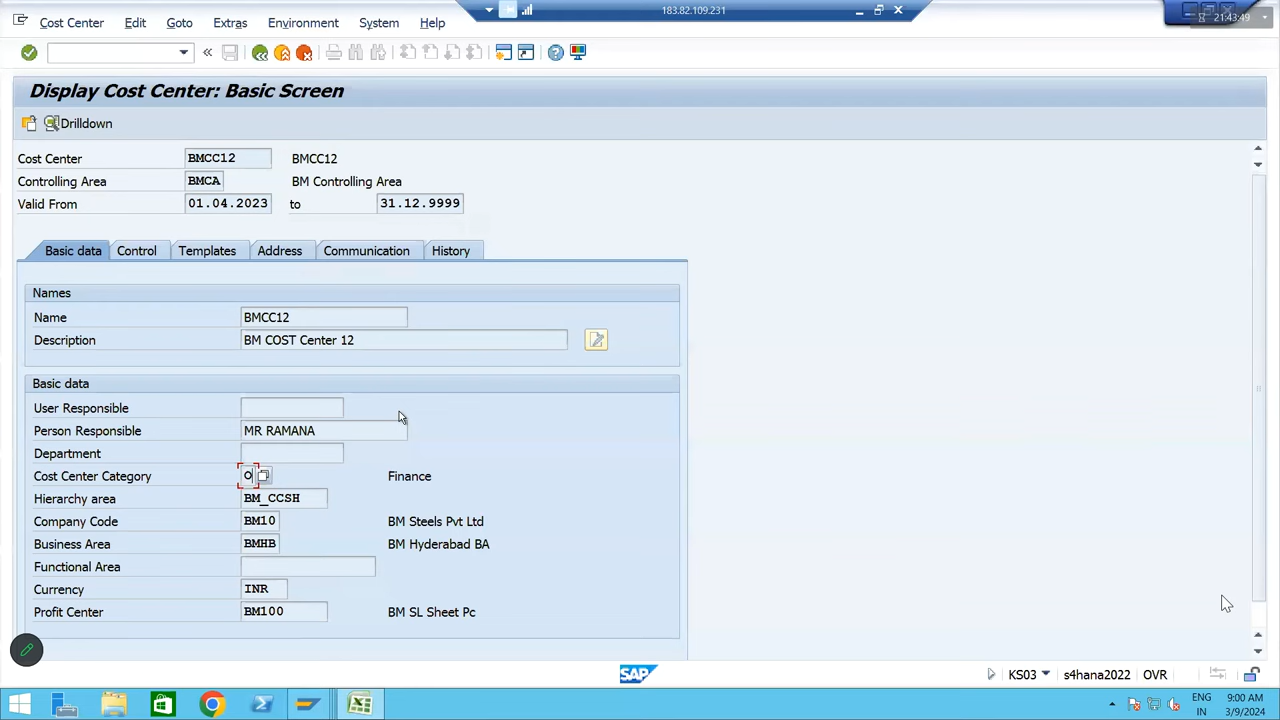 183.82.109.231
21:43:49
Cost Center Edit Goto Extras Environment System Help
Display Cost Center: Basic Screen
Drilldown
Cost Center BMCC12 BMCC12
Controlling Area BMCA BM Controlling Area
Valid From 01.04.2023 to 31.12.9999
Basic data Control Templates Address Communication History
Names
Name BMCC12
Description BM COST Center 12
Basic data
User Responsible
Person Responsible MR RAMANA
Department
Cost Center Category O Finance
Hierarchy area BM_CCSH
Company Code BM10 BM Steels Pvt Ltd
Business Area BMHB BM Hyderabad BA
Functional Area
Currency INR
Profit Center BM100 BM SL Sheet Pc
SAP KS03 s4hana2022 OVR
ENG 9:00 AM
IN 3/9/2024